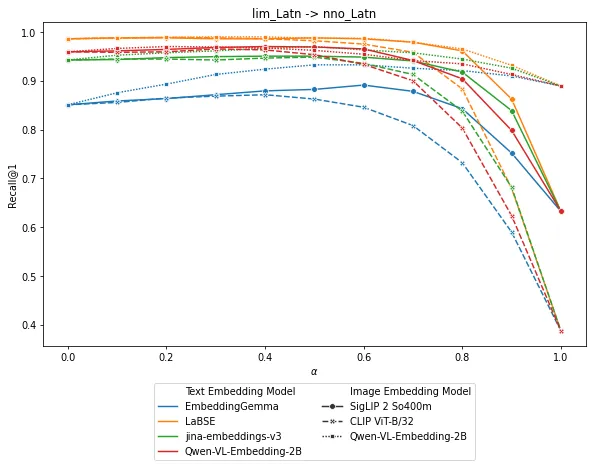 lim_Latn -> nno_Latn
Recall@1
1.0
0.9
0.8
0.7
0.6
0.5
0.4
0.0 0.2 0.4 0.6 0.8 1.0
α
Text Embedding Model Image Embedding Model
EmbeddingGemma SigLIP 2 So400m
LaBSE CLIP ViT-B/32
jina-embeddings-v3 Qwen-VL-Embedding-2B
Qwen-VL-Embedding-2B